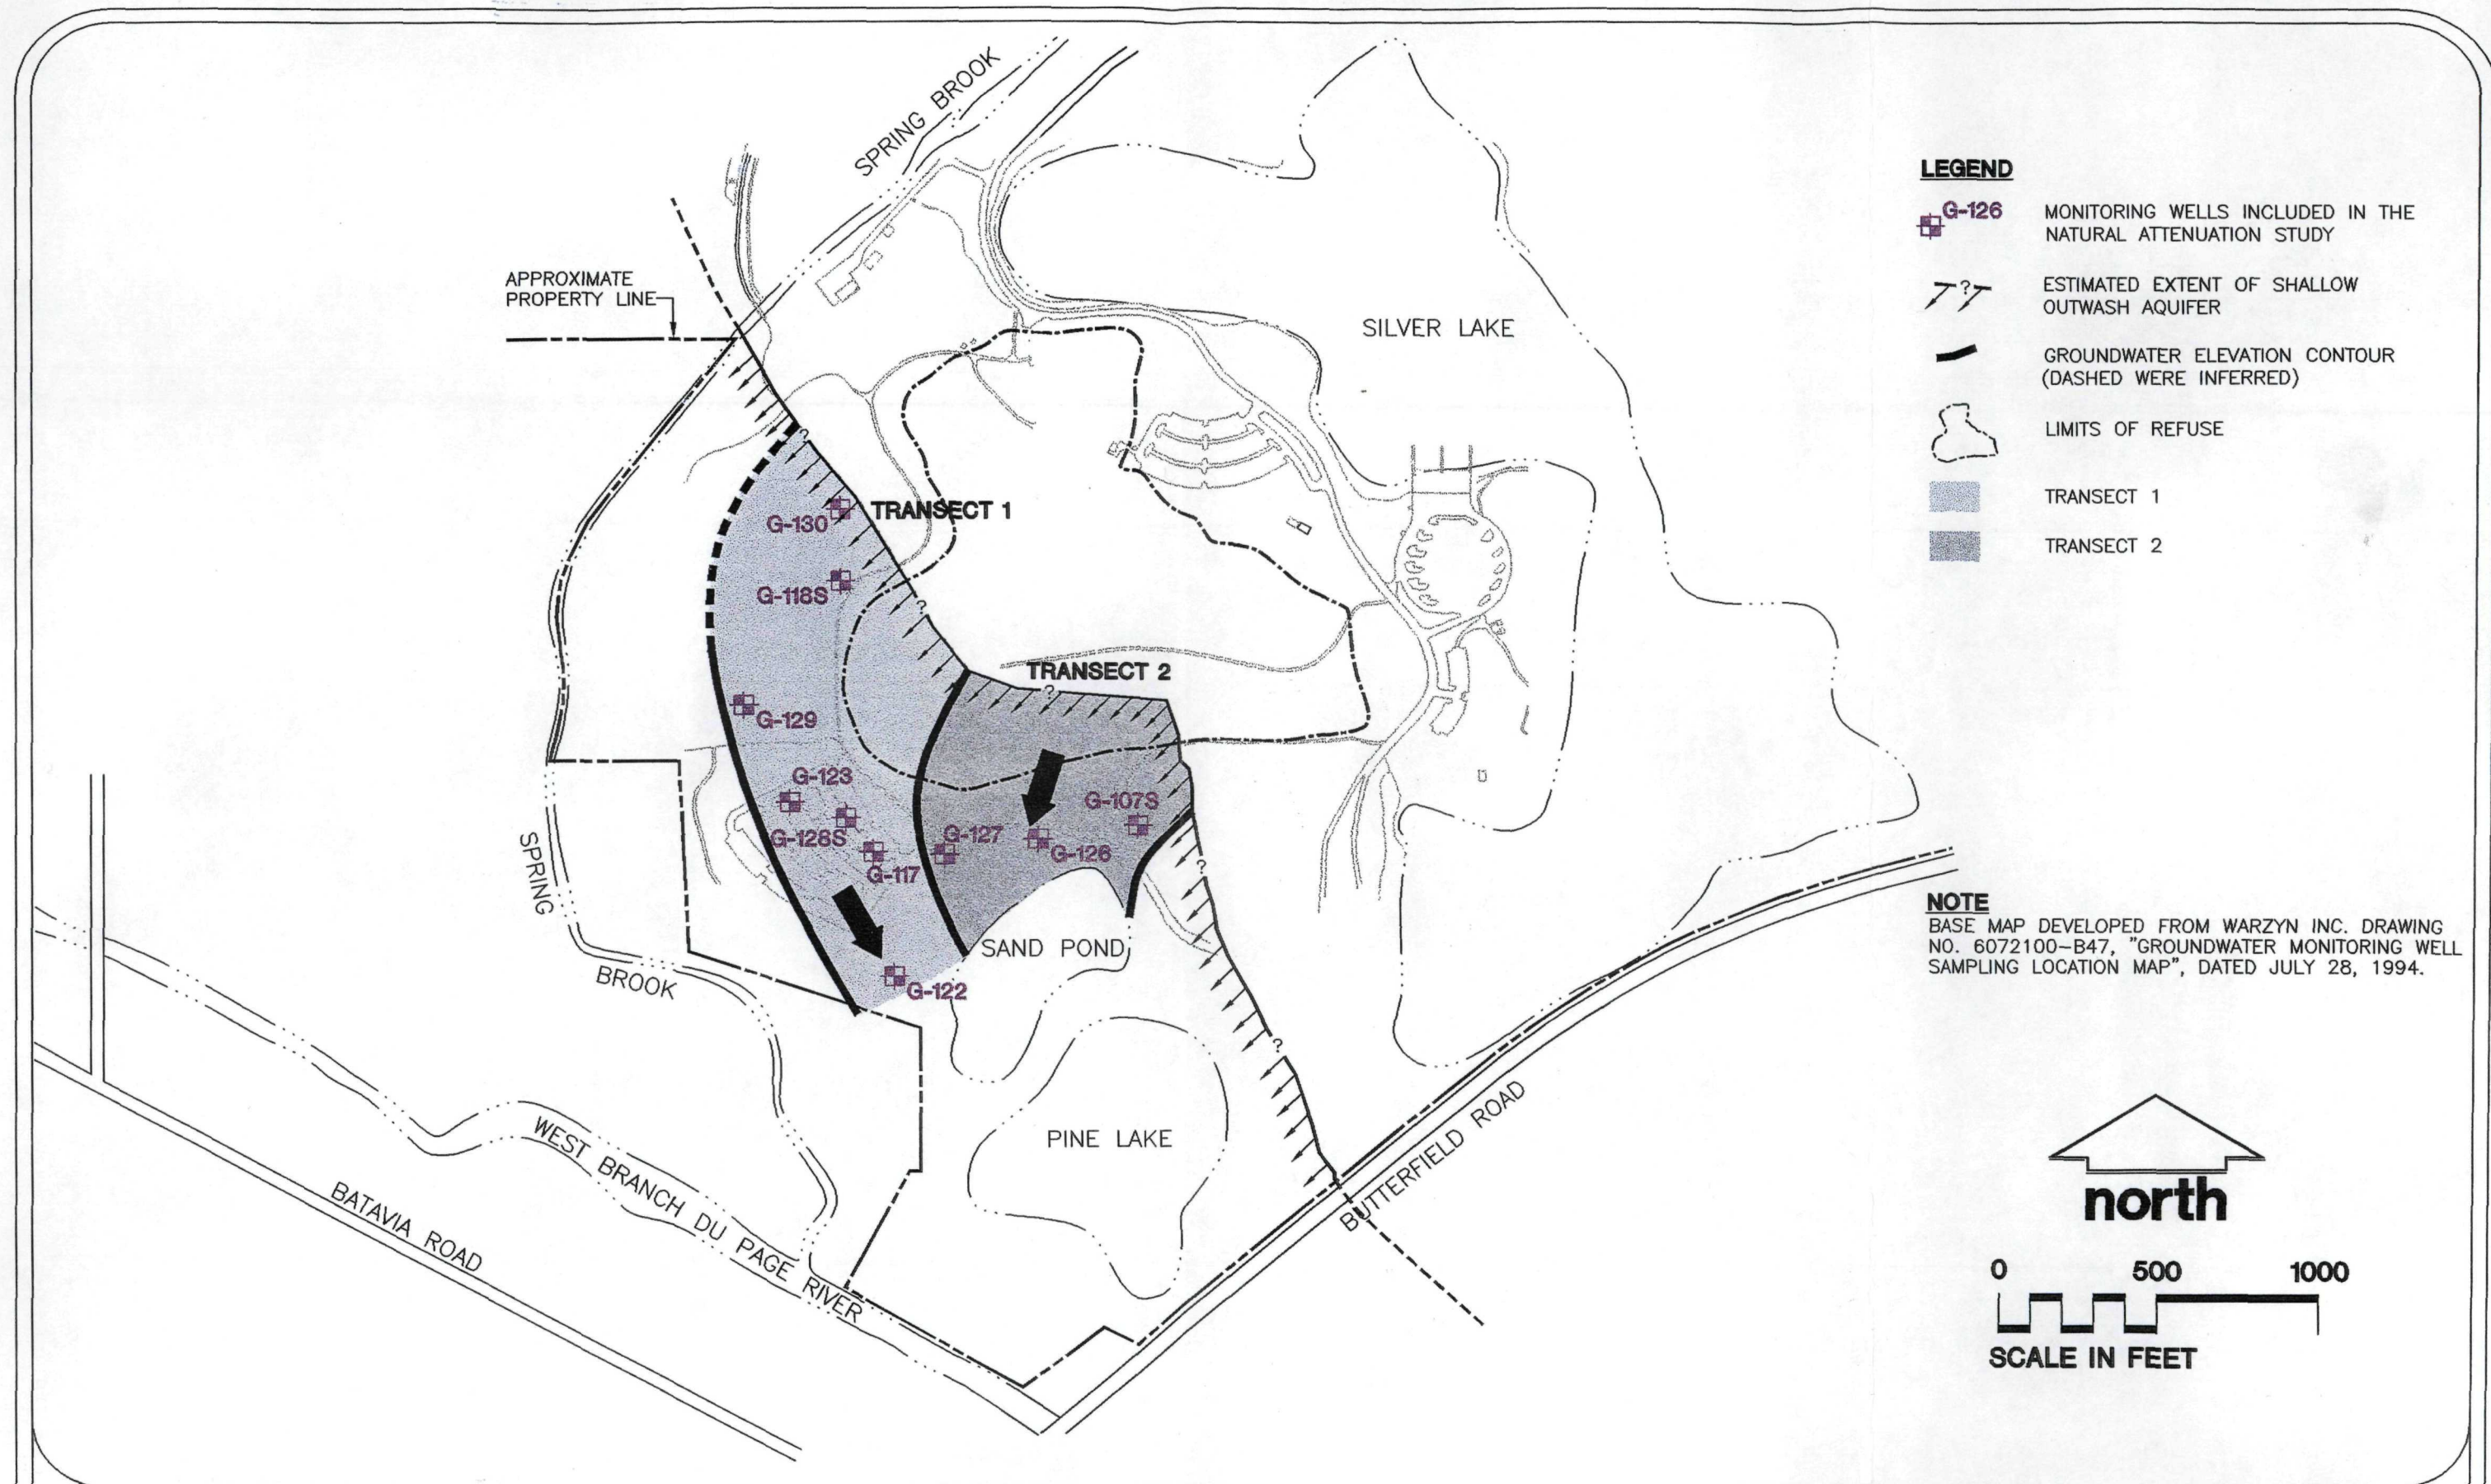 SPRING BROOK
APPROXIMATE
PROPERTY LINE
SILVER LAKE
LEGEND
G-126
MONITORING WELLS INCLUDED IN THE
NATURAL ATTENUATION STUDY
?
ESTIMATED EXTENT OF SHALLOW
OUTWASH AQUIFER
GROUNDWATER ELEVATION CONTOUR
(DASHED WERE INFERRED)
LIMITS OF REFUSE
TRANSECT 1
TRANSECT 2
?
G-130
TRANSECT 1
G-118S
?
TRANSECT 2
?
G-129
G-123
G-128S
G-117
G-127
G-126
G-107S
?
G-122
SAND POND
SPRING
BROOK
?
PINE LAKE
WEST BRANCH DU PAGE RIVER
BATAVIA ROAD
BUTTERFIELD ROAD
NOTE
BASE MAP DEVELOPED FROM WARZYN INC. DRAWING
NO. 6072100-B47, "GROUNDWATER MONITORING WELL
SAMPLING LOCATION MAP", DATED JULY 28, 1994.
north
0 500 1000
SCALE IN FEET